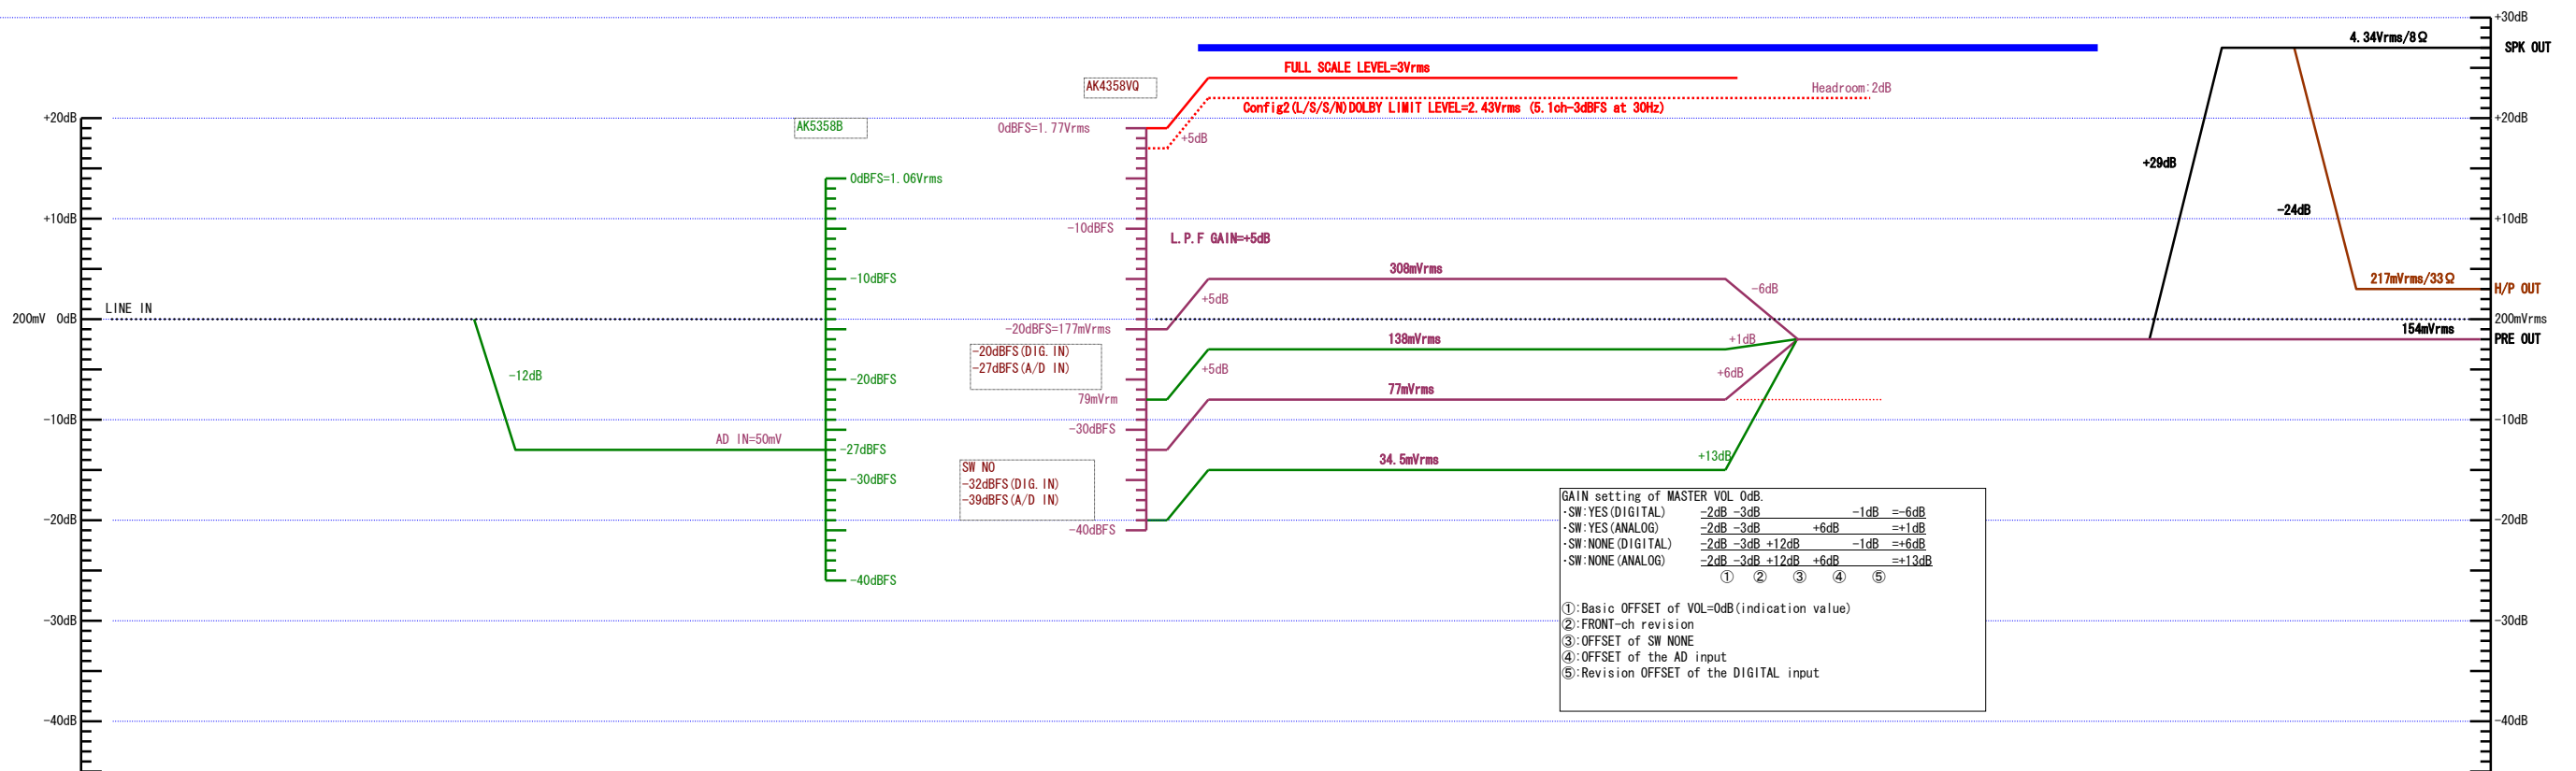 +30dB
4.34Vrms/8Ω
SPK OUT
FULL SCALE LEVEL=3Vrms
AK4358VQ
Headroom:2dB
Config2(L/S/S/N)DOLBY LIMIT LEVEL=2.43Vrms (5.1ch-3dBFS at 30Hz)
+20dB
AK5358B
0dBFS=1.77Vrms
+5dB
+20dB
+29dB
0dBFS=1.06Vrms
-24dB
+10dB
-10dBFS
L.P.F GAIN=+5dB
+10dB
-10dBFS
308mVrms
217mVrms/33Ω
H/P OUT
+5dB
-6dB
LINE IN
200mV 0dB
-20dBFS=177mVrms
200mVrms
154mVrms
PRE OUT
138mVrms
+1dB
-20dBFS(DIG.IN)
-27dBFS(A/D IN)
+5dB
+6dB
-12dB
-20dBFS
77mVrms
79mVrm
-10dB
-30dBFS
-10dB
AD IN=50mV
-27dBFS
34.5mVrms
+13dB
SW NO
-32dBFS(DIG.IN)
-39dBFS(A/D IN)
-30dBFS
-20dB
-40dBFS
-20dB
GAIN setting of MASTER VOL 0dB.
·SW:YES(DIGITAL) -2dB -3dB -1dB =-6dB
·SW:YES(ANALOG) -2dB -3dB +6dB =+1dB
·SW:NONE(DIGITAL) -2dB -3dB +12dB -1dB =+6dB
·SW:NONE(ANALOG) -2dB -3dB +12dB +6dB =+13dB
① ② ③ ④ ⑤
①:Basic OFFSET of VOL=0dB(indication value)
②:FRONT-ch revision
③:OFFSET of SW NONE
④:OFFSET of the AD input
⑤:Revision OFFSET of the DIGITAL input
-40dBFS
-30dB
-30dB
-40dB
-40dB